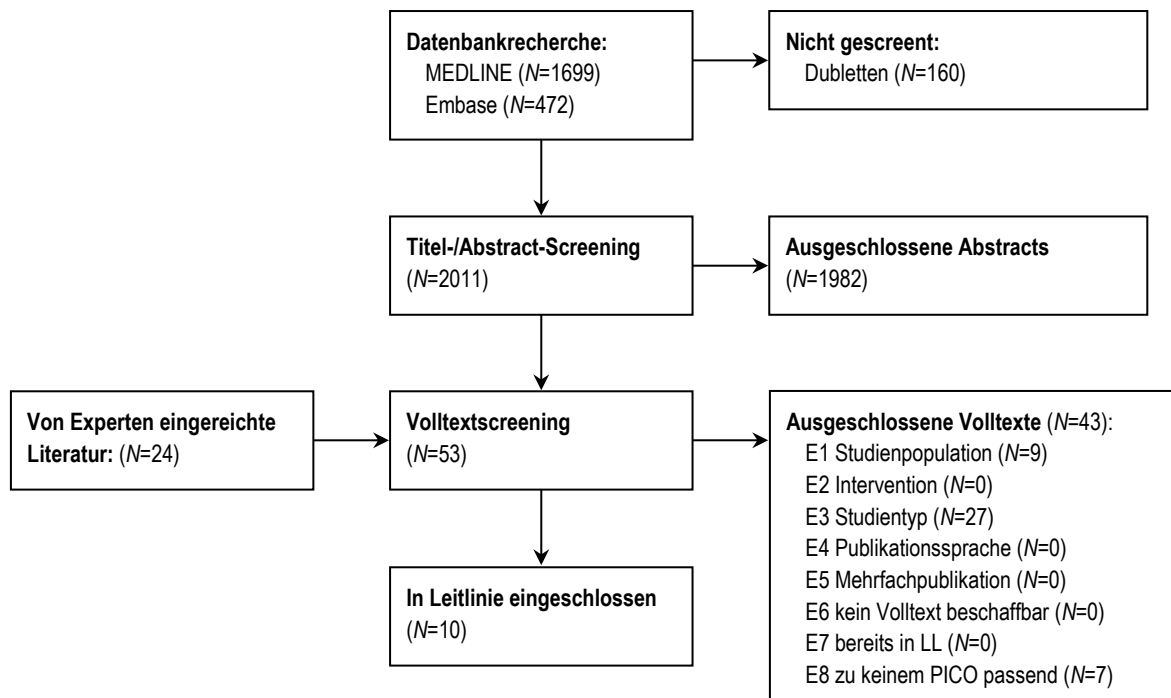 Datenbankrecherche:
MEDLINE (N=1699)
Embase (N=472)
Nicht gescreent:
Dubletten (N=160)
Titel-/Abstract-Screening
(N=2011)
Ausgeschlossene Abstracts
(N=1982)
Von Experten eingereichte
Literatur: (N=24)
Volltextscreening
(N=53)
Ausgeschlossene Volltexte (N=43):
E1 Studienpopulation (N=9)
E2 Intervention (N=0)
E3 Studientyp (N=27)
E4 Publikationssprache (N=0)
E5 Mehrfachpublikation (N=0)
E6 kein Volltext beschaffbar (N=0)
E7 bereits in LL (N=0)
E8 zu keinem PICO passend (N=7)
In Leitlinie eingeschlossen
(N=10)